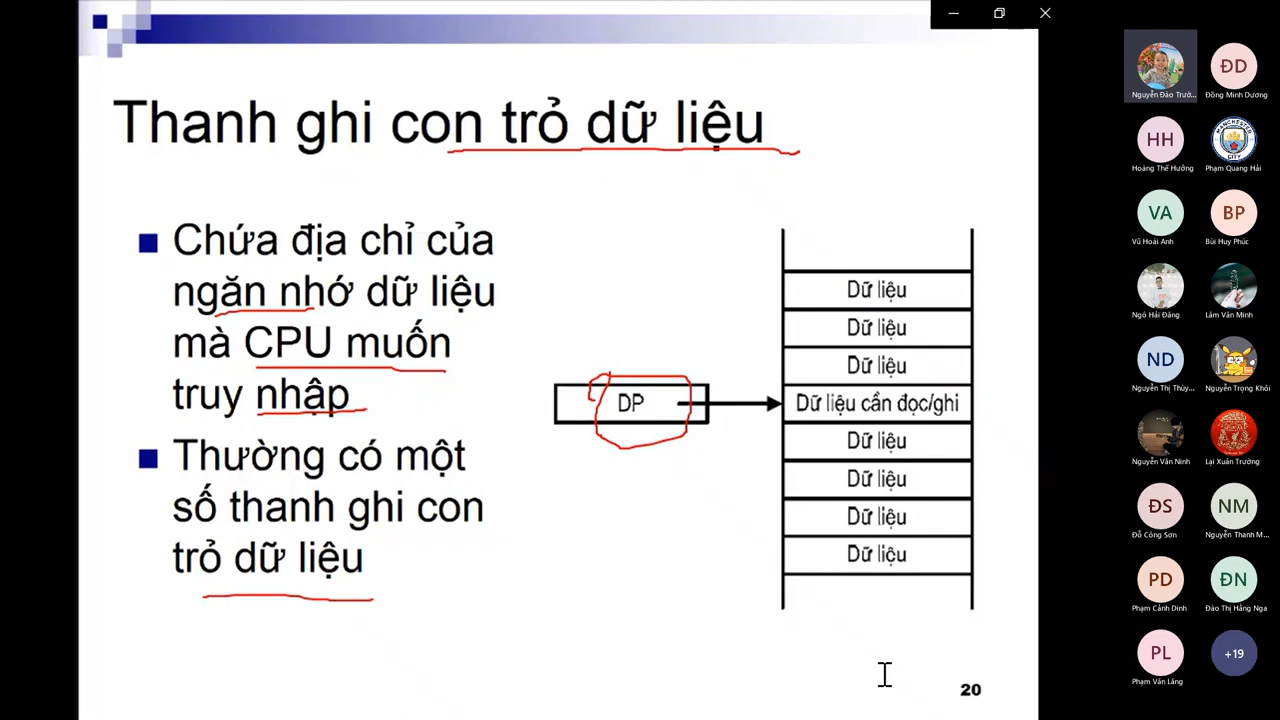 Thanh ghi con trỏ dữ liệu
Chứa địa chỉ của
ngăn nhớ dữ liệu
mà CPU muốn
truy nhập
Thường có một
số thanh ghi con
trỏ dữ liệu
DP
Dữ liệu
Dữ liệu
Dữ liệu
Dữ liệu cần đọc/ghi
Dữ liệu
Dữ liệu
Dữ liệu
Dữ liệu
20
Nguyễn Đào Trườ...
ĐD
Đồng Minh Dương
HH
Hoàng Thế Hưởng
MANCHESTER
CITY
Phạm Quang Hải
VA
Vũ Hoài Anh
BP
Bùi Huy Phúc
Ngô Hải Đăng
Lâm Văn Minh
ND
Nguyễn Thị Thùy...
Nguyễn Trọng Khôi
Nguyễn Văn Ninh
Lại Xuân Trường
ĐS
Đỗ Công Sơn
NM
Nguyễn Thanh M...
PD
Phạm Cảnh Dinh
ĐN
Đào Thị Hằng Nga
PL
Phạm Văn Lãng
+19